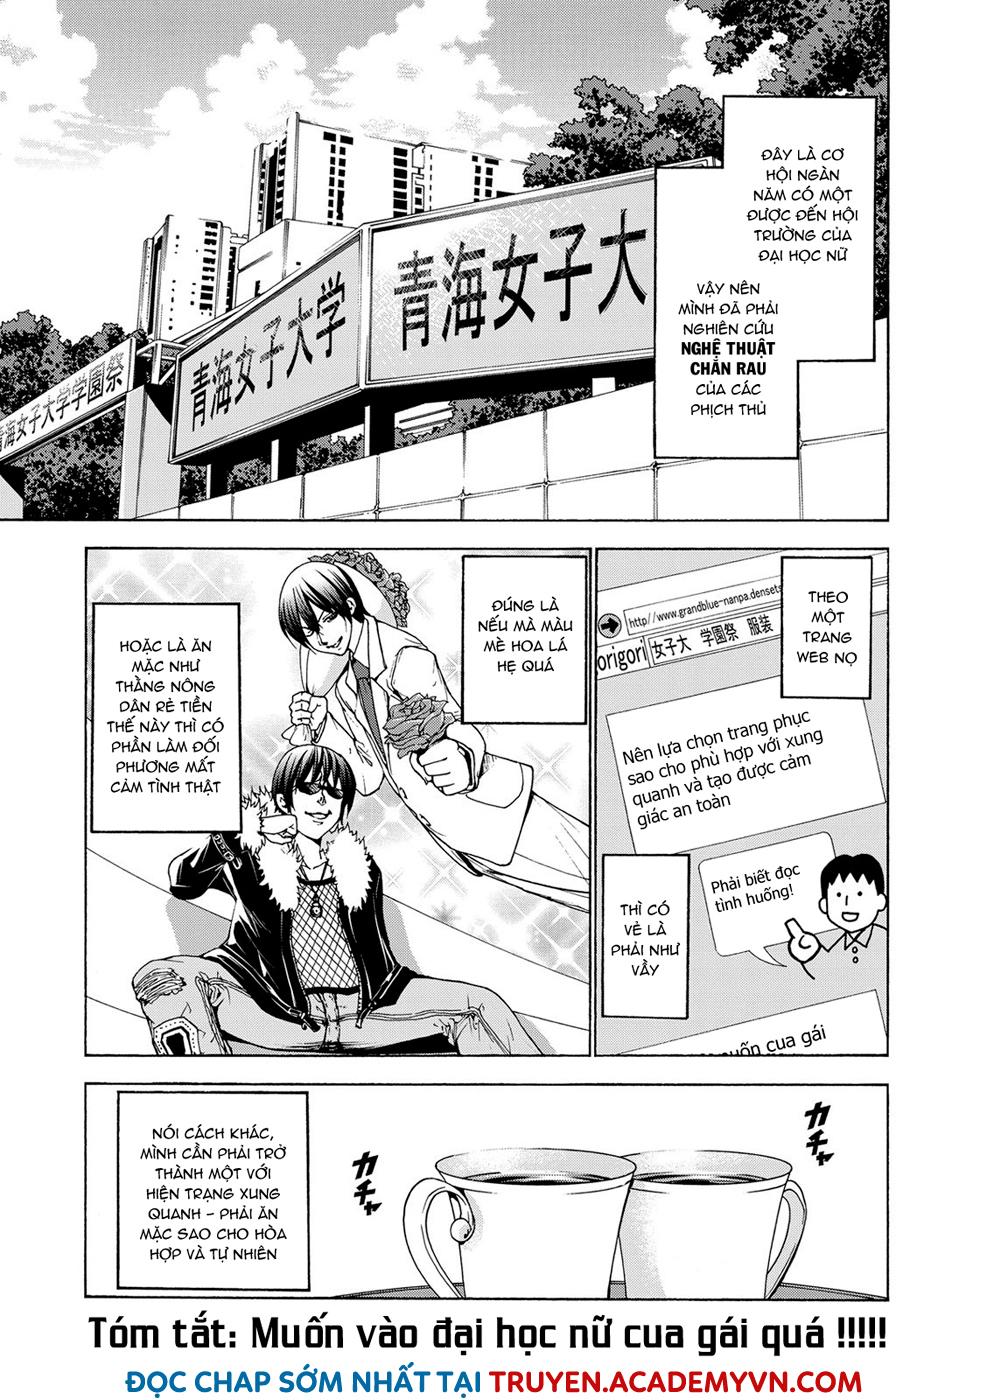 ĐÂY LÀ CƠ
HỘI NGÀN
NĂM CÓ MỘT
ĐƯỢC ĐẾN HỘI
TRƯỜNG CỦA
ĐẠI HỌC NỮ
VẬY NÊN
MÌNH ĐÃ PHẢI
NGHIÊN CỨU
NGHỆ THUẬT
CHĂN RAU
CỦA CÁC
PHỊCH THỦ
青海女子大
青海女子大学
青海女子大学学園祭
THEO
MỘT
TRANG
WEB NỌ
http//www.grandblue-nanpa.densets
origori 女子大 学園祭 服装
Nên lựa chọn trang phục
sao cho phù hợp với xung
quanh và tạo được cảm
giác an toàn
Phải biết đọc
tình huống!
THÌ CÓ
VẺ LÀ
PHẢI NHƯ
VẦY
muốn cua gái
ĐÚNG LÀ
NẾU MÀ MÀU
MÈ HOA LÁ
HẸ QUÁ
HOẶC LÀ ĂN
MẶC NHƯ
THẰNG NÔNG
DÂN RẺ TIỀN
THẾ NÀY THÌ CÓ
PHẦN LÀM ĐỐI
PHƯƠNG MẤT
CẢM TÌNH THẬT
カチャ
カチャ
NÓI CÁCH KHÁC,
MÌNH CẦN PHẢI TRỞ
THÀNH MỘT VỚI
HIỆN TRẠNG XUNG
QUANH - PHẢI ĂN
MẶC SAO CHO HÒA
HỢP VÀ TỰ NHIÊN
Tóm tắt: Muốn vào đại học nữ cua gái quá !!!!!
ĐỌC CHAP SỚM NHẤT TẠI TRUYEN.ACADEMYVN.COM